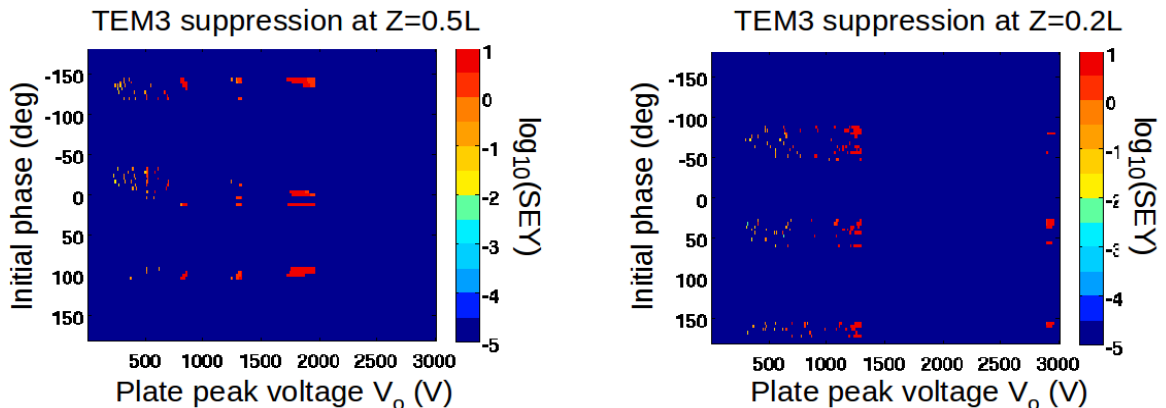 TEM3 suppression at Z=0.5L
Initial phase (deg)
-150
-100
-50
0
50
100
150
500 1000 1500 2000 2500 3000
Plate peak voltage Vo (V)
1
0
-1
-2
-3
-4
-5
log10(SEY)
TEM3 suppression at Z=0.2L
Initial phase (deg)
-150
-100
-50
0
50
100
150
500 1000 1500 2000 2500 3000
Plate peak voltage Vo (V)
1
0
-1
-2
-3
-4
-5
log10(SEY)